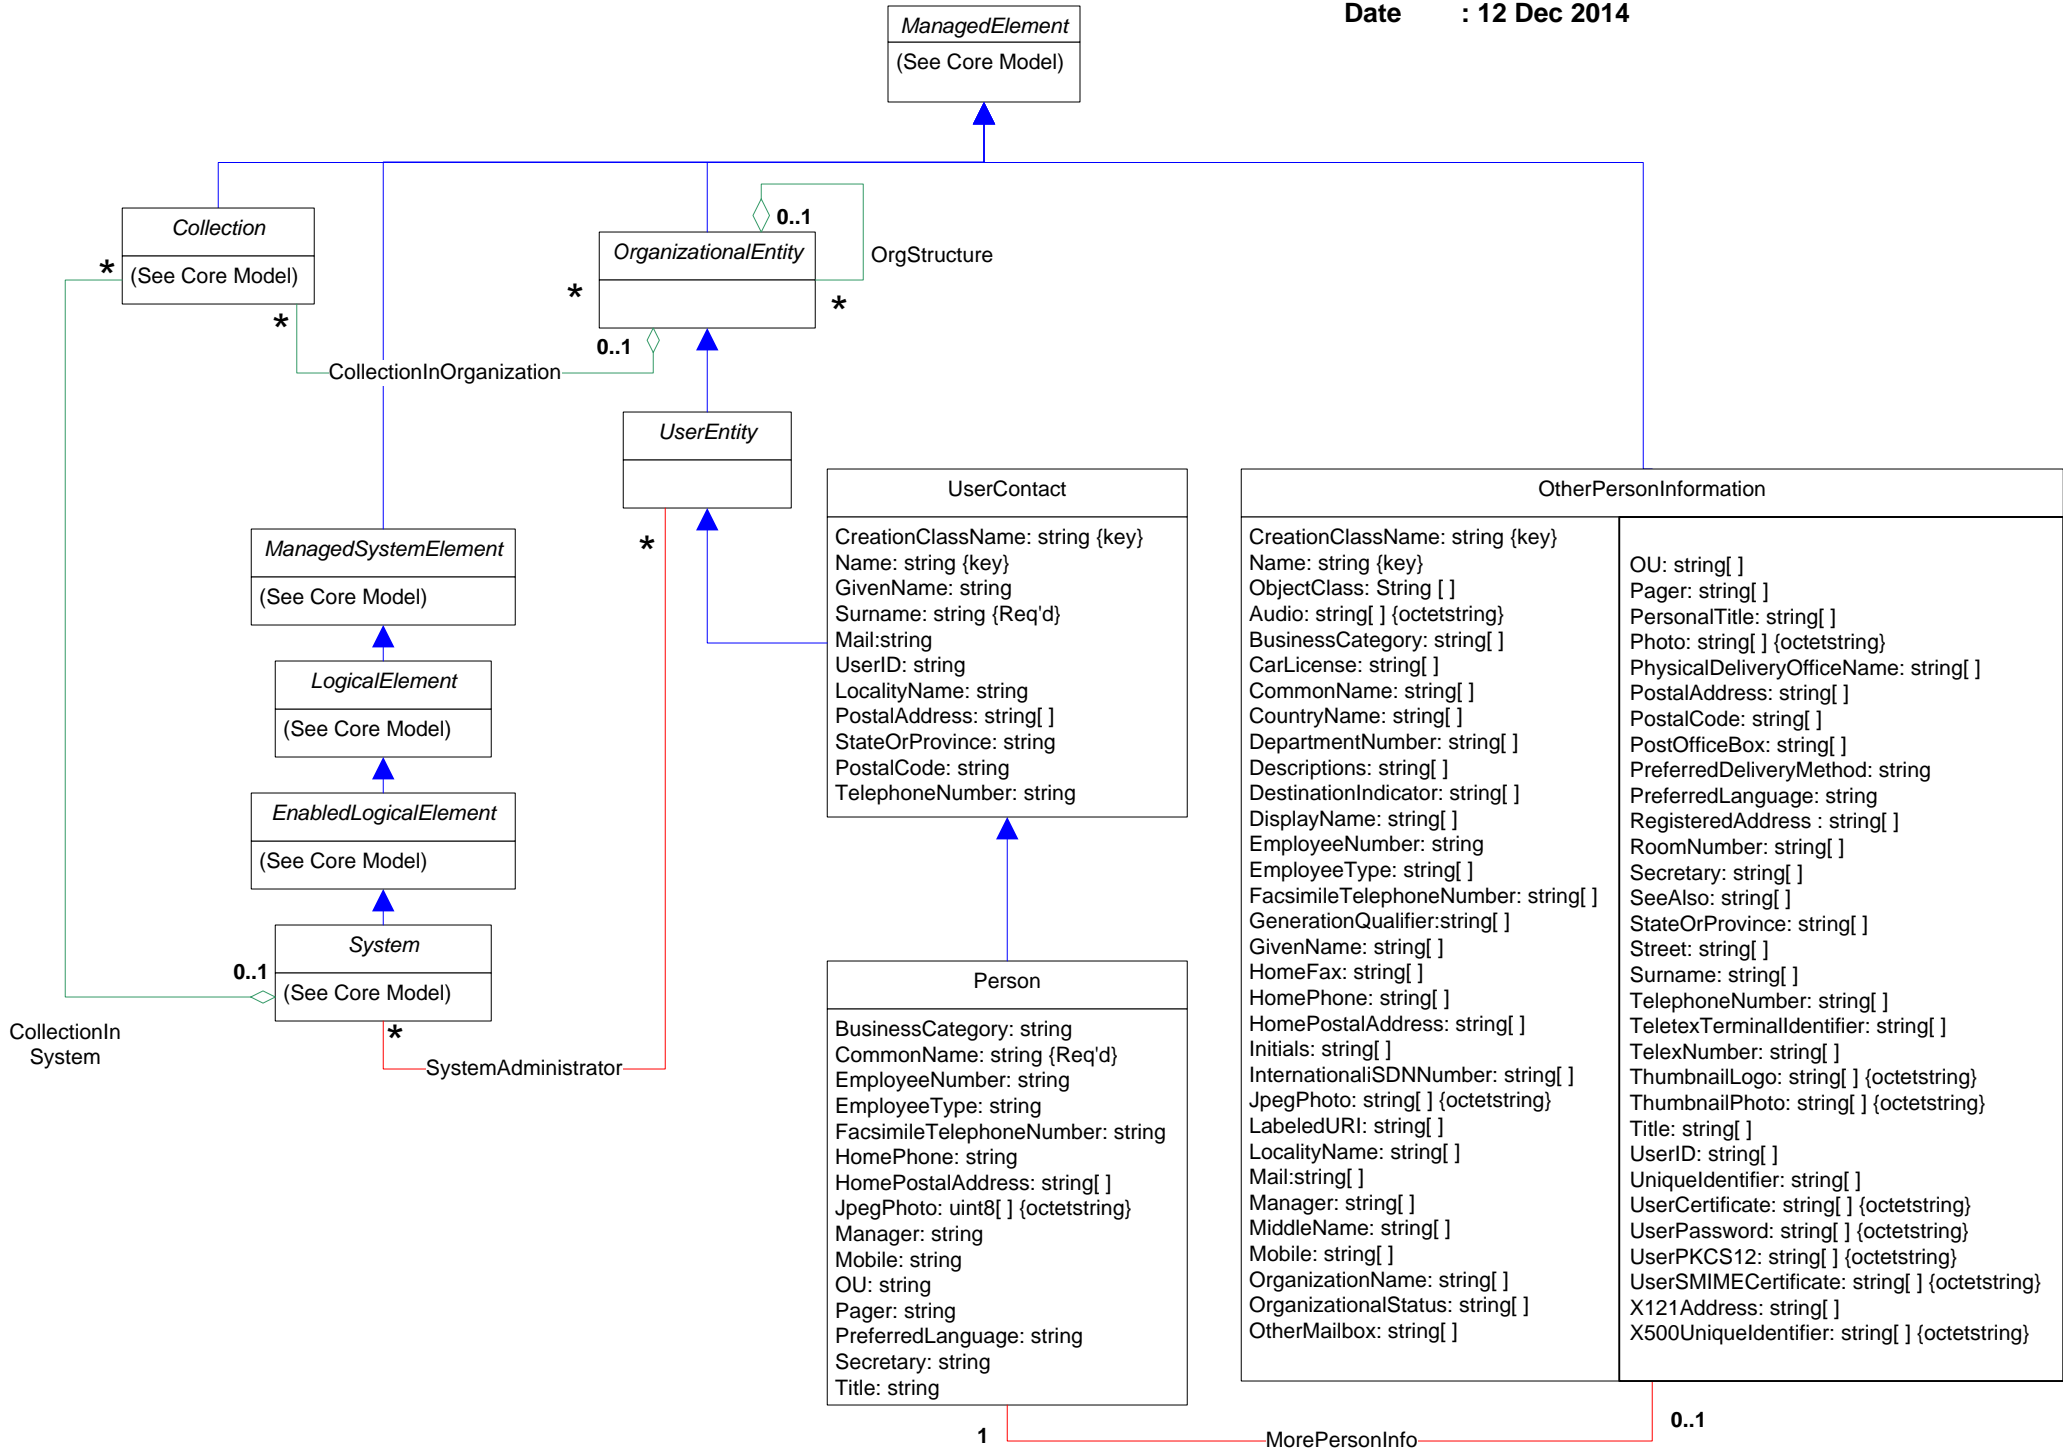 Date : 12 Dec 2014
ManagedElement
(See Core Model)
Collection
(See Core Model)
*
*
OrganizationalEntity
0..1
OrgStructure
*
*
0..1
CollectionInOrganization
UserEntity
*
ManagedSystemElement
(See Core Model)
LogicalElement
(See Core Model)
EnabledLogicalElement
(See Core Model)
System
(See Core Model)
0..1
*
CollectionIn
System
SystemAdministrator
UserContact
CreationClassName: string {key}
Name: string {key}
GivenName: string
Surname: string {Req'd}
Mail:string
UserID: string
LocalityName: string
PostalAddress: string[ ]
StateOrProvince: string
PostalCode: string
TelephoneNumber: string
Person
BusinessCategory: string
CommonName: string {Req'd}
EmployeeNumber: string
EmployeeType: string
FacsimileTelephoneNumber: string
HomePhone: string
HomePostalAddress: string[ ]
JpegPhoto: uint8[ ] {octetstring}
Manager: string
Mobile: string
OU: string
Pager: string
PreferredLanguage: string
Secretary: string
Title: string
OtherPersonInformation
CreationClassName: string {key}
Name: string {key}
ObjectClass: String [ ]
Audio: string[ ] {octetstring}
BusinessCategory: string[ ]
CarLicense: string[ ]
CommonName: string[ ]
CountryName: string[ ]
DepartmentNumber: string[ ]
Descriptions: string[ ]
DestinationIndicator: string[ ]
DisplayName: string[ ]
EmployeeNumber: string
EmployeeType: string[ ]
FacsimileTelephoneNumber: string[ ]
GenerationQualifier:string[ ]
GivenName: string[ ]
HomeFax: string[ ]
HomePhone: string[ ]
HomePostalAddress: string[ ]
Initials: string[ ]
InternationaliSDNNumber: string[ ]
JpegPhoto: string[ ] {octetstring}
LabeledURI: string[ ]
LocalityName: string[ ]
Mail:string[ ]
Manager: string[ ]
MiddleName: string[ ]
Mobile: string[ ]
OrganizationName: string[ ]
OrganizationalStatus: string[ ]
OtherMailbox: string[ ]
OU: string[ ]
Pager: string[ ]
PersonalTitle: string[ ]
Photo: string[ ] {octetstring}
PhysicalDeliveryOfficeName: string[ ]
PostalAddress: string[ ]
PostalCode: string[ ]
PostOfficeBox: string[ ]
PreferredDeliveryMethod: string
PreferredLanguage: string
RegisteredAddress : string[ ]
RoomNumber: string[ ]
Secretary: string[ ]
SeeAlso: string[ ]
StateOrProvince: string[ ]
Street: string[ ]
Surname: string[ ]
TelephoneNumber: string[ ]
TeletexTerminalIdentifier: string[ ]
TelexNumber: string[ ]
ThumbnailLogo: string[ ] {octetstring}
ThumbnailPhoto: string[ ] {octetstring}
Title: string[ ]
UserID: string[ ]
UniqueIdentifier: string[ ]
UserCertificate: string[ ] {octetstring}
UserPassword: string[ ] {octetstring}
UserPKCS12: string[ ] {octetstring}
UserSMIMECertificate: string[ ] {octetstring}
X121Address: string[ ]
X500UniqueIdentifier: string[ ] {octetstring}
1
MorePersonInfo
0..1